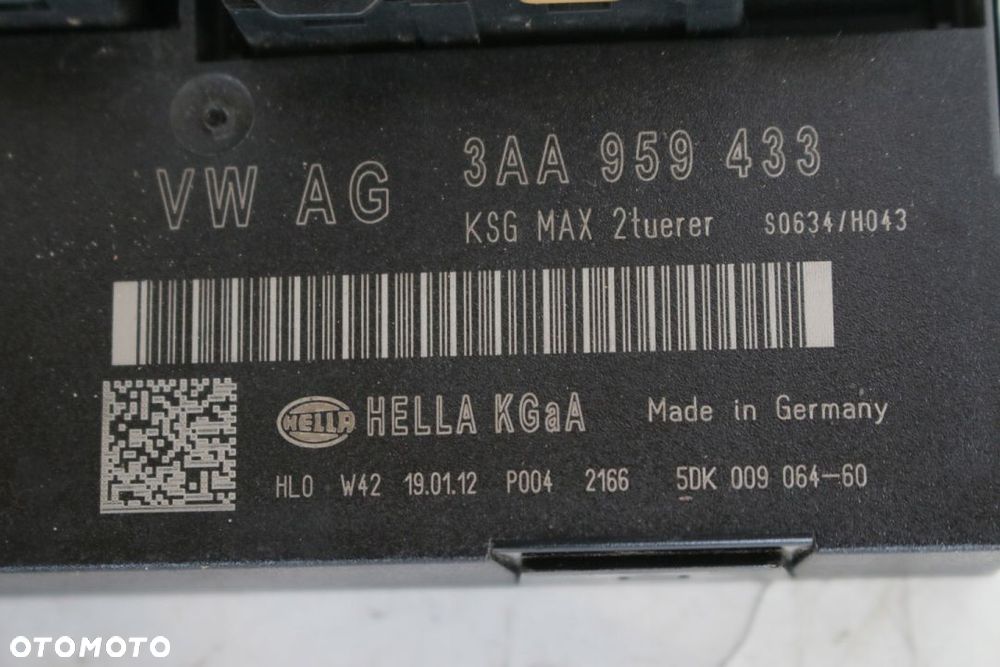 VW AG 3AA 959 433
KSG MAX 2tuerer S0634/H043
HELLA HELLA KGaA Made in Germany
HLO W42 19.01.12 P004 2166 5DK 009 064-60
OTOMOTO